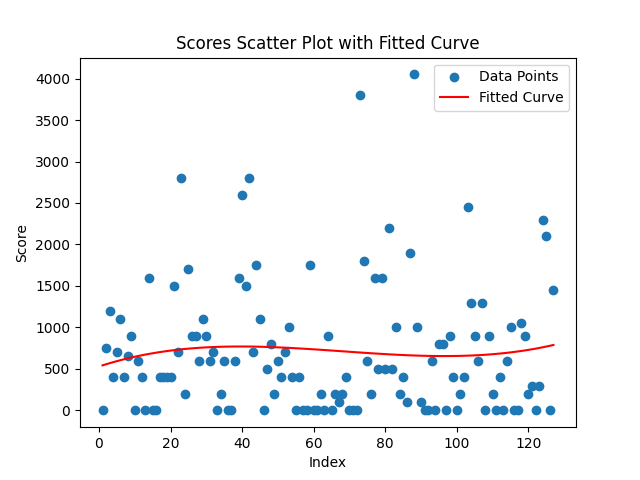 Scores Scatter Plot with Fitted Curve
Data Points
Fitted Curve
Score
4000
3500
3000
2500
2000
1500
1000
500
0
0 20 40 60 80 100 120
Index